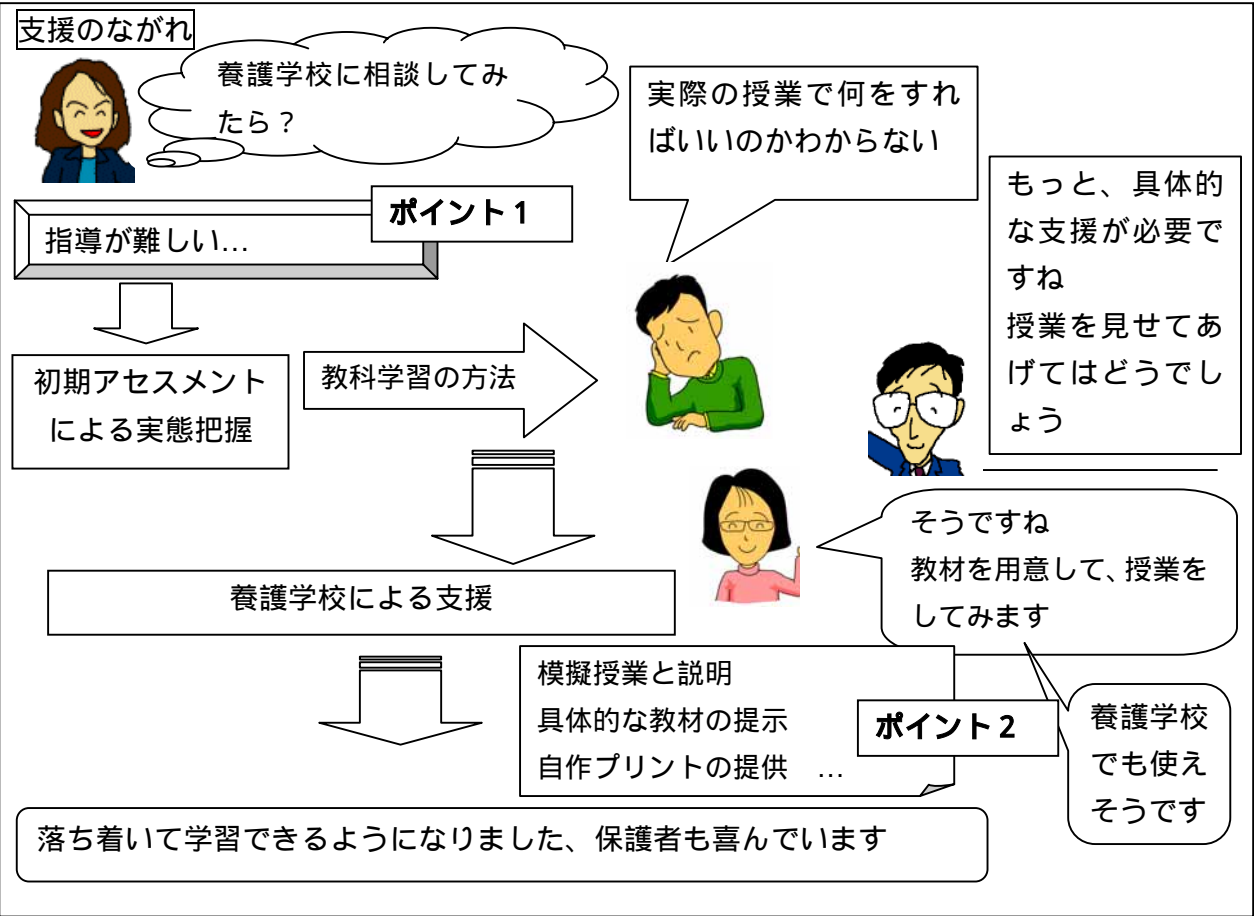 支援のながれ
養護学校に相談してみ
たら?
実際の授業で何をすれ
ばいいのかわからない
もっと、具体的
な支援が必要で
すね
授業を見せてあ
げてはどうでし
ょう
ポイント1
指導が難しい…
初期アセスメント
による実態把握
教科学習の方法
そうですね
教材を用意して、授業を
してみます
養護学校による支援
模擬授業と説明
具体的な教材の提示
自作プリントの提供 …
ポイント2
養護学校
でも使え
そうです
落ち着いて学習できるようになりました、保護者も喜んでいます